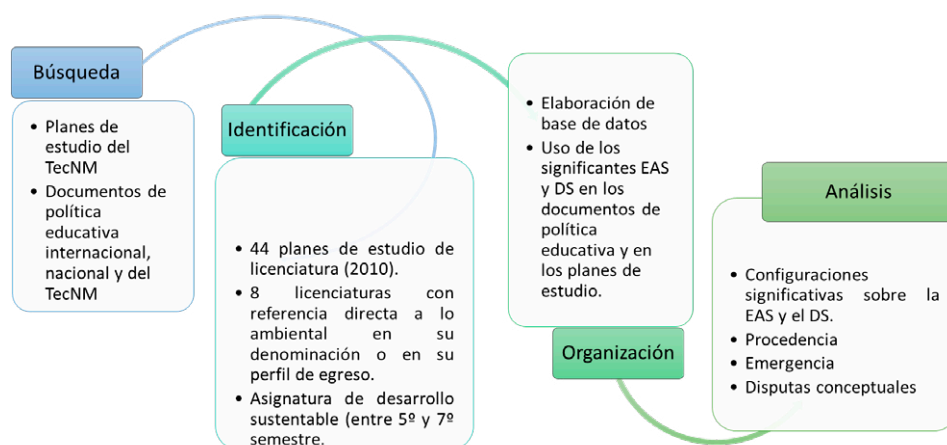 Búsqueda
• Planes de
estudio del
TecNM
• Documentos de
política
educativa
internacional,
nacional y del
TecNM
Identificación
• 44 planes de estudio de
licenciatura (2010).
• 8 licenciaturas con
referencia directa a lo
ambiental en su
denominación o en su
perfil de egreso.
• Asignatura de desarrollo
sustentable (entre 5º y 7º
semestre.
• Elaboración de
base de datos
• Uso de los
significantes EAS
y DS en los
documentos de
política
educativa y en
los planes de
estudio.
Organización
Análisis
• Configuraciones
significativas sobre la
EAS y el DS.
• Procedencia
• Emergencia
• Disputas conceptuales